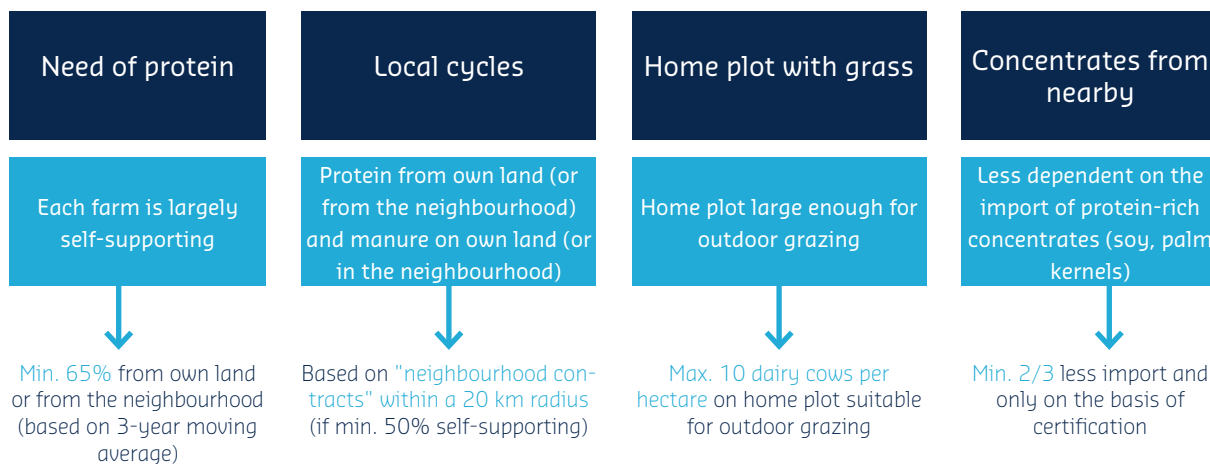 Need of protein
Local cycles
Home plot with grass
Concentrates from
nearby
Each farm is largely
self-supporting
Protein from own land (or
from the neighbourhood)
and manure on own land (or
in the neighbourhood)
Home plot large enough for
outdoor grazing
Less dependent on the
import of protein-rich
concentrates (soy, palm
kernels)
Min. 65% from own land
or from the neighbourhood
(based on 3-year moving
average)
Based on "neighbourhood con-
tracts" within a 20 km radius
(if min. 50% self-supporting)
Max. 10 dairy cows per
hectare on home plot suitable
for outdoor grazing
Min. 2/3 less import and
only on the basis of
certification